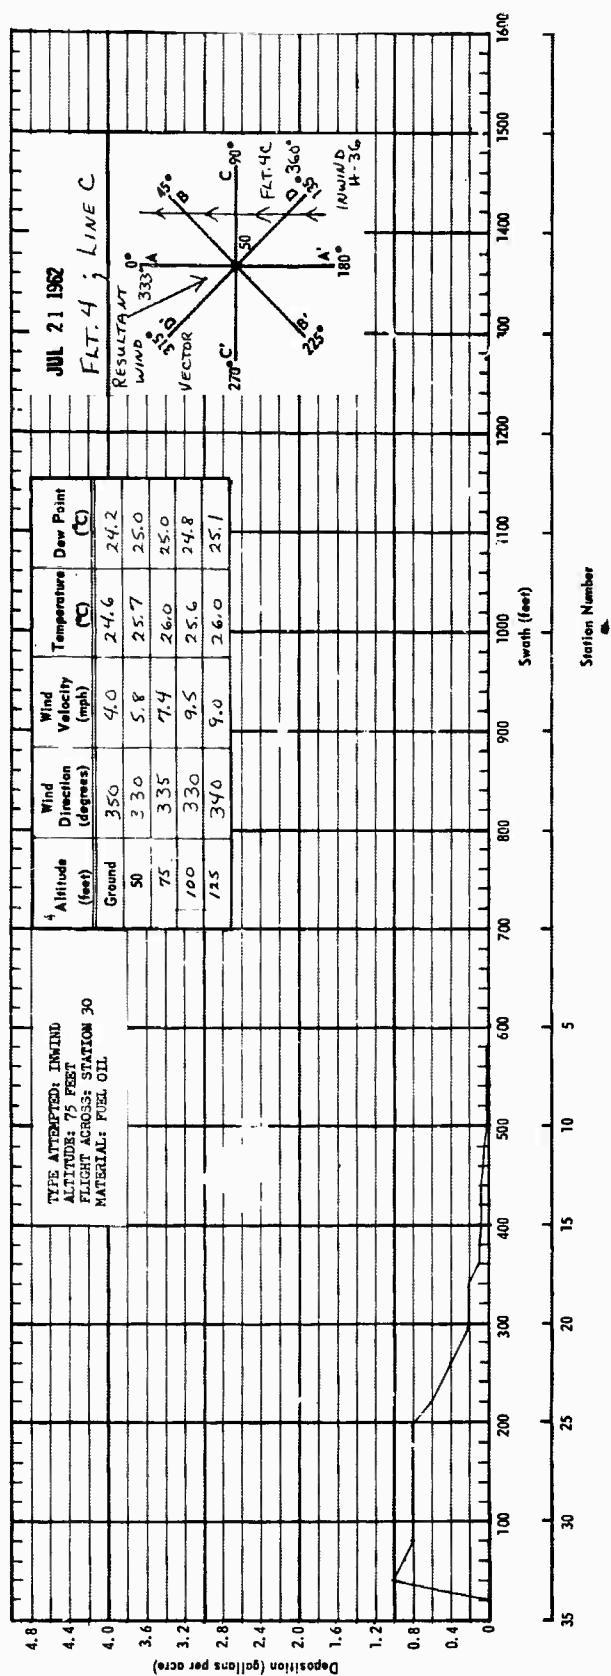 TYPE ATTEMPTED: INWIND
ALTITUDE: 75 FEET
FLIGHT ACROSS: STATION 30
MATERIAL: FUEL OIL
Altitude (feet) Wind Direction (degrees) Wind Velocity (mph) Temperature (°C) Dew Point (°C)
Ground 350 4.0 24.6 24.2
50 330 5.8 25.7 25.0
75 335 7.4 26.0 25.0
100 330 9.5 25.6 24.8
125 340 9.0 26.0 25.1
JUL 21 1962
FLT. 4 ; LINE C
RESULTANT
WIND
VECTOR
333°
0°
A
45°
B
C 90°
D
135
A'
180°
B'
225°
270° C'
315°
D'
50
FLT. 4C
360°
INWIND
H-36
Deposition (gallons per acre)
4.8
4.4
4.0
3.6
3.2
2.8
2.4
2.0
1.6
1.2
0.8
0.4
0
100 200 300 400 500 600 700 800 900 1000 1100 1200 1300 1400 1500 1600
Swath (feet)
35 30 25 20 15 10 5
Station Number